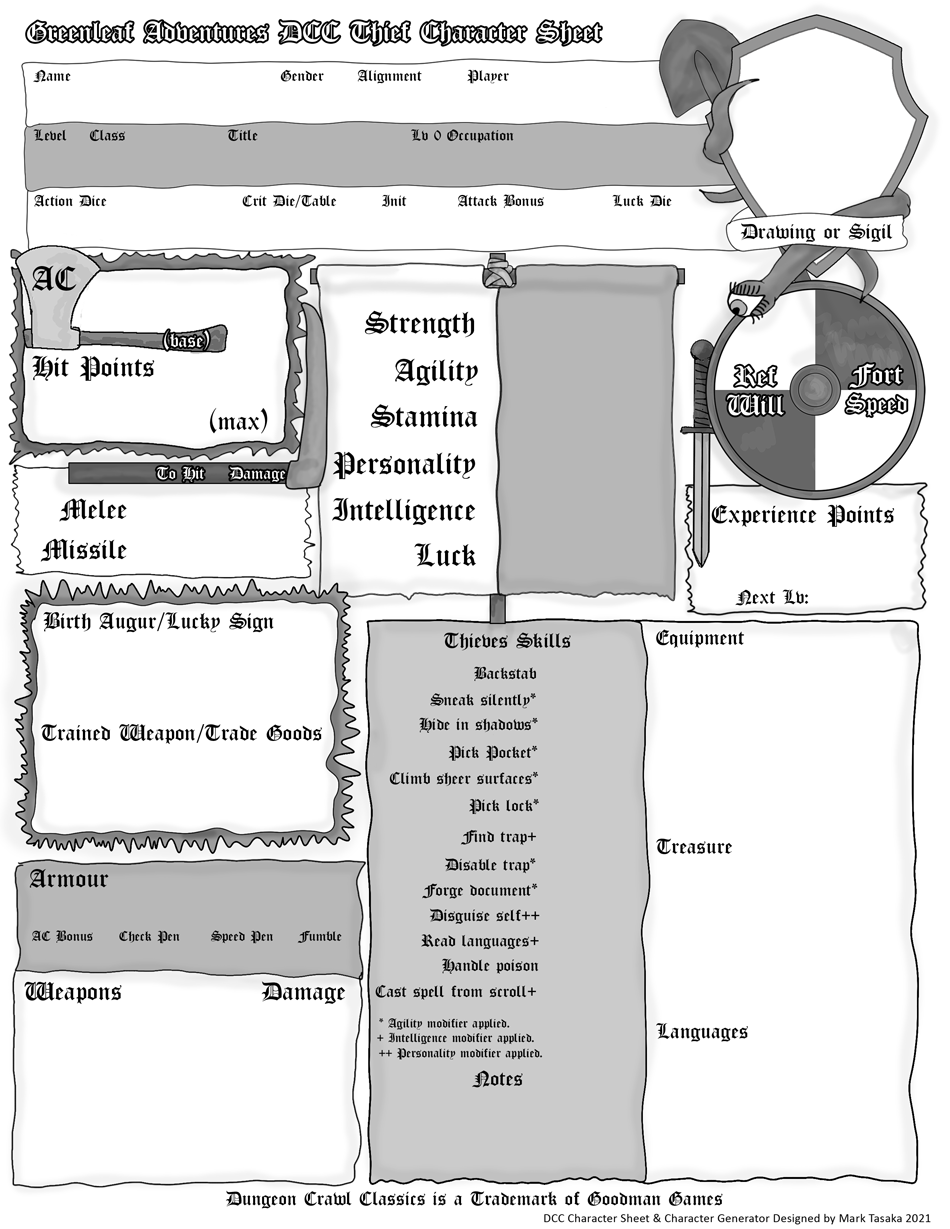 Greenleaf Adventures' DCC Thief Character Sheet
Name Gender Alignment Player
Level Class Title Lv 0 Occupation
Action Dice Crit Die/Table Init Attack Bonus Luck Die
Drawing or Sigil
AC
(base)
Hit Points
(max)
To Hit Damage
Melee
Missile
Strength
Agility
Stamina
Personality
Intelligence
Luck
Ref Fort
Will Speed
Experience Points
Next Lv:
Birth Augur/Lucky Sign
Trained Weapon/Trade Goods
Armour
AC Bonus Check Pen Speed Pen Fumble
Weapons Damage
Thieves Skills
Backstab
Sneak silently*
Hide in shadows*
Pick Pocket*
Climb sheer surfaces*
Pick lock*
Find trap+
Disable trap*
Forge document*
Disguise self++
Read languages+
Handle poison
Cast spell from scroll+
* Agility modifier applied.
+ Intelligence modifier applied.
++ Personality modifier applied.
Notes
Equipment
Treasure
Languages
Dungeon Crawl Classics is a Trademark of Goodman Games
DCC Character Sheet & Character Generator Designed by Mark Tasaka 2021